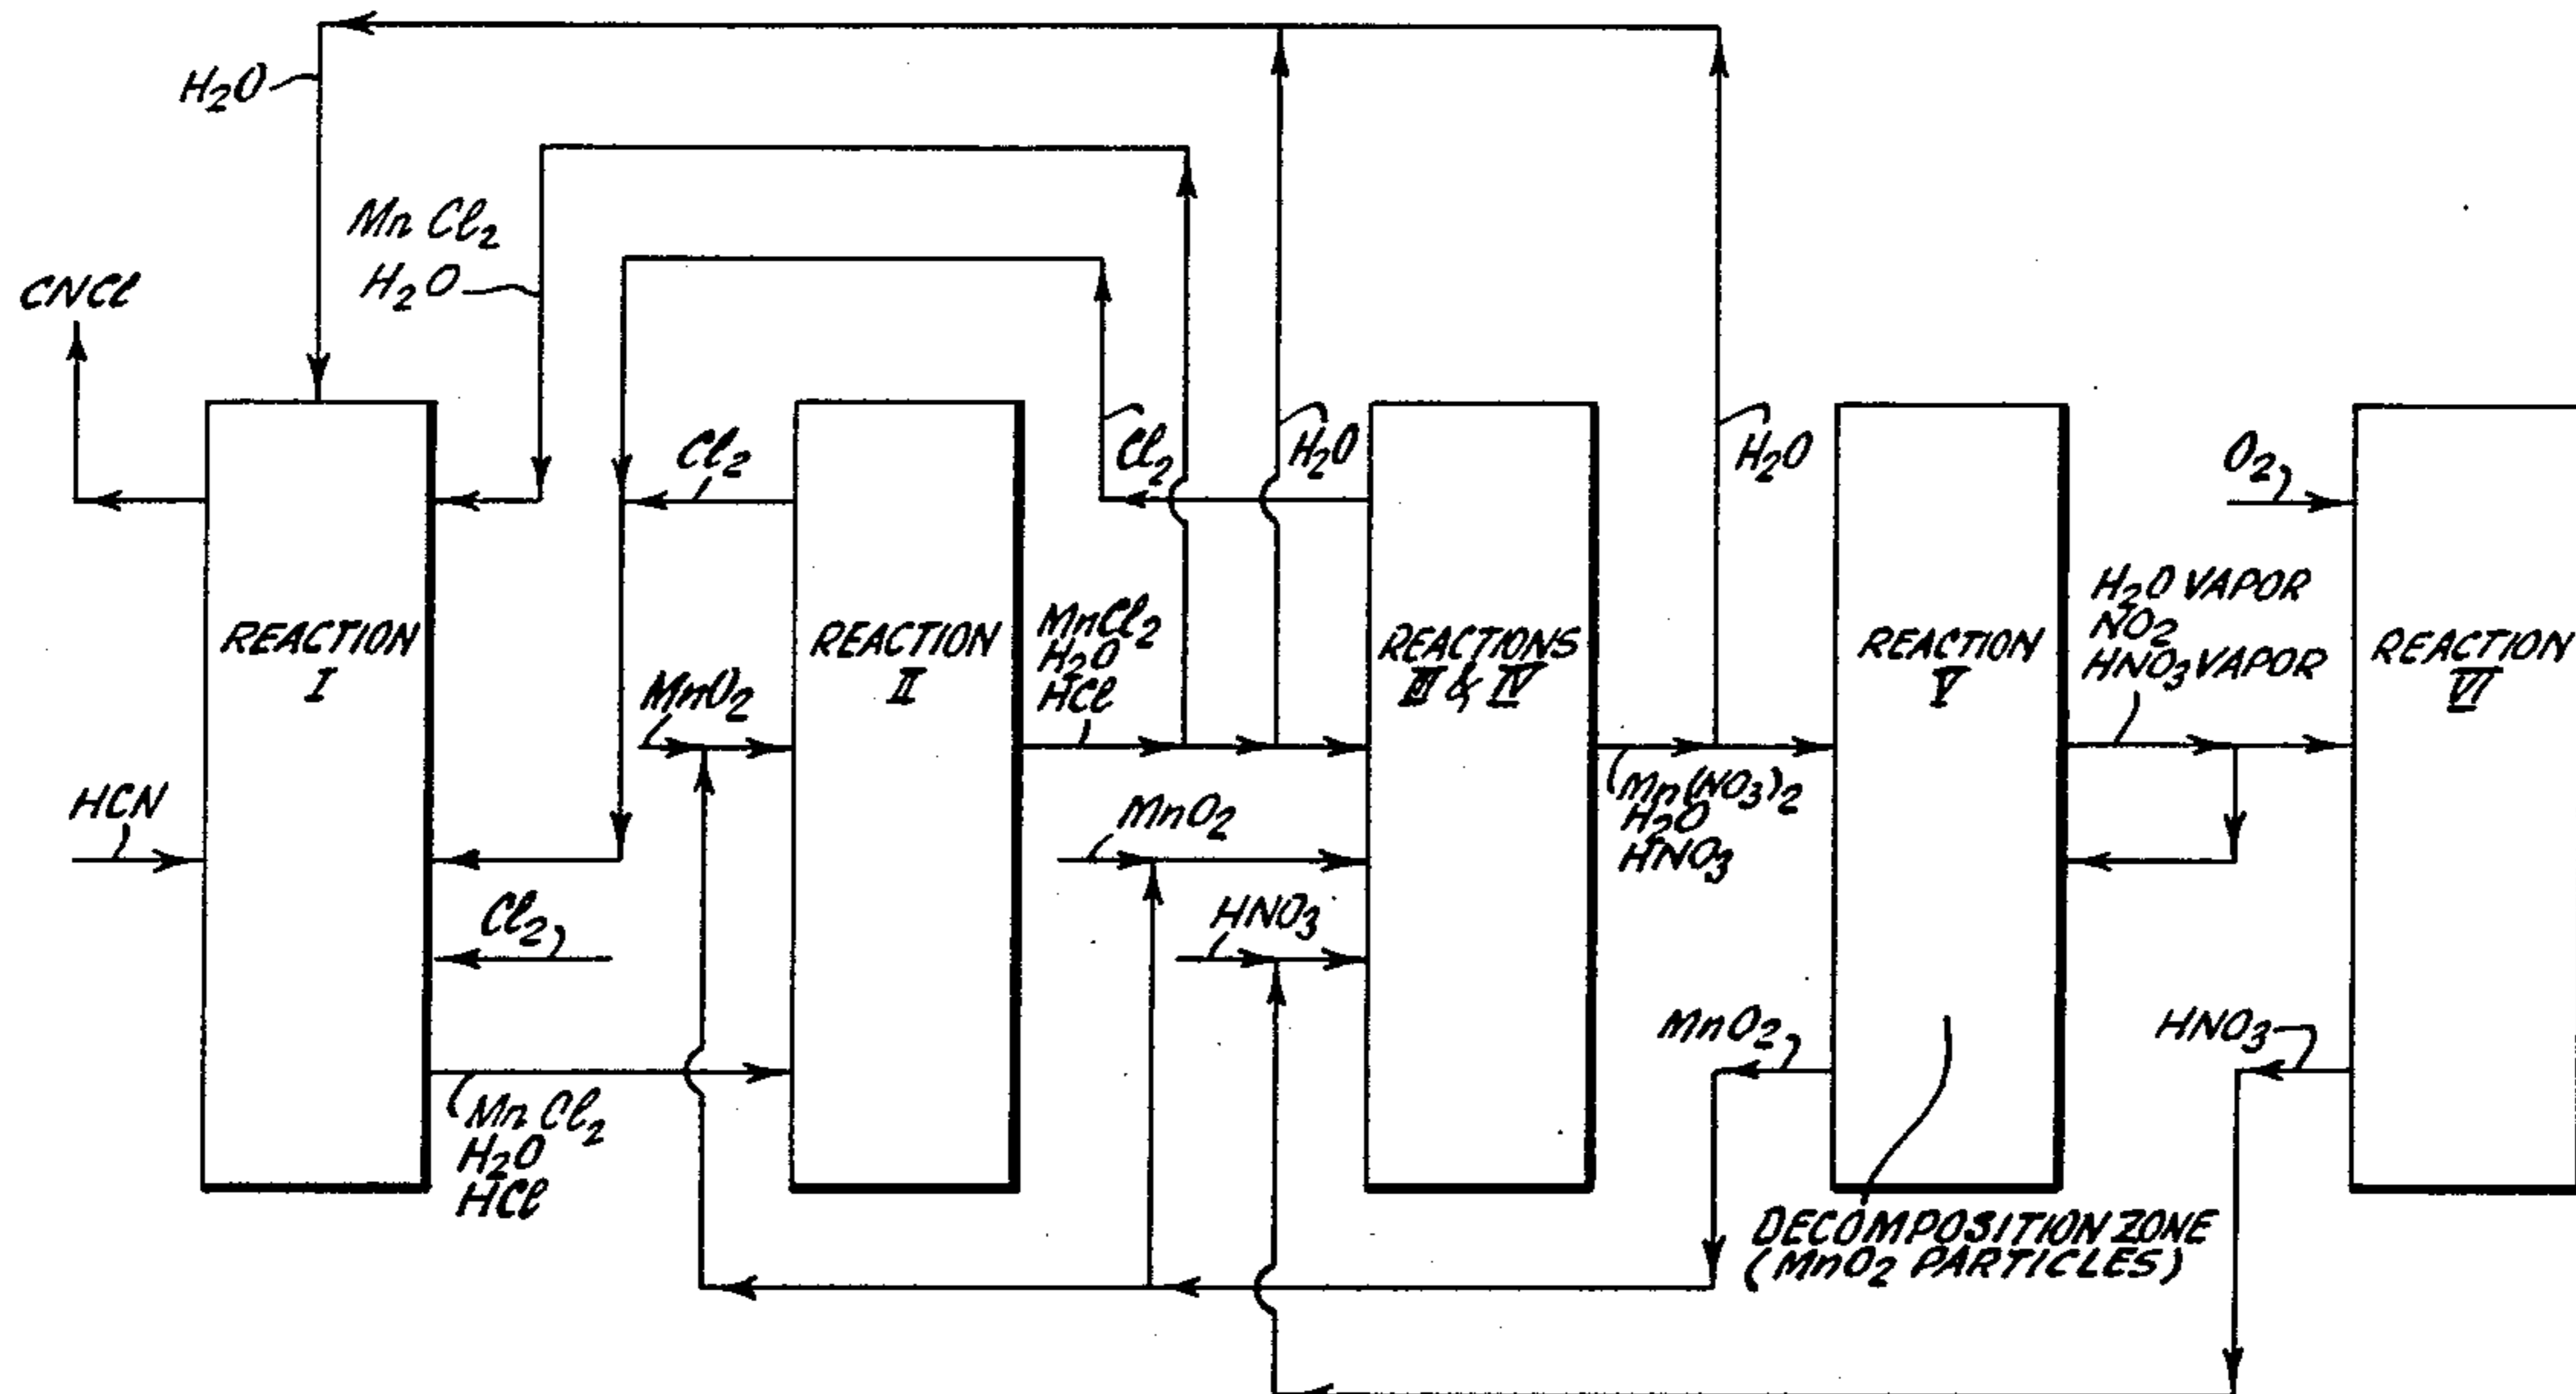 H2O
Mn Cl2
H2O
CNCl
Cl2
Cl2
H2O
H2O
O2
REACTION
I
REACTION
II
MnCl2
H2O
HCl
REACTIONS
III & IV
REACTION
V
H2O VAPOR
NO2
HNO3 VAPOR
REACTION
VI
MnO2
HCN
MnO2
Mn(NO3)2
H2O
HNO3
Cl2
HNO3
MnO2
HNO3
Mn Cl2
H2O
HCl
DECOMPOSITION ZONE
(MnO2 PARTICLES)